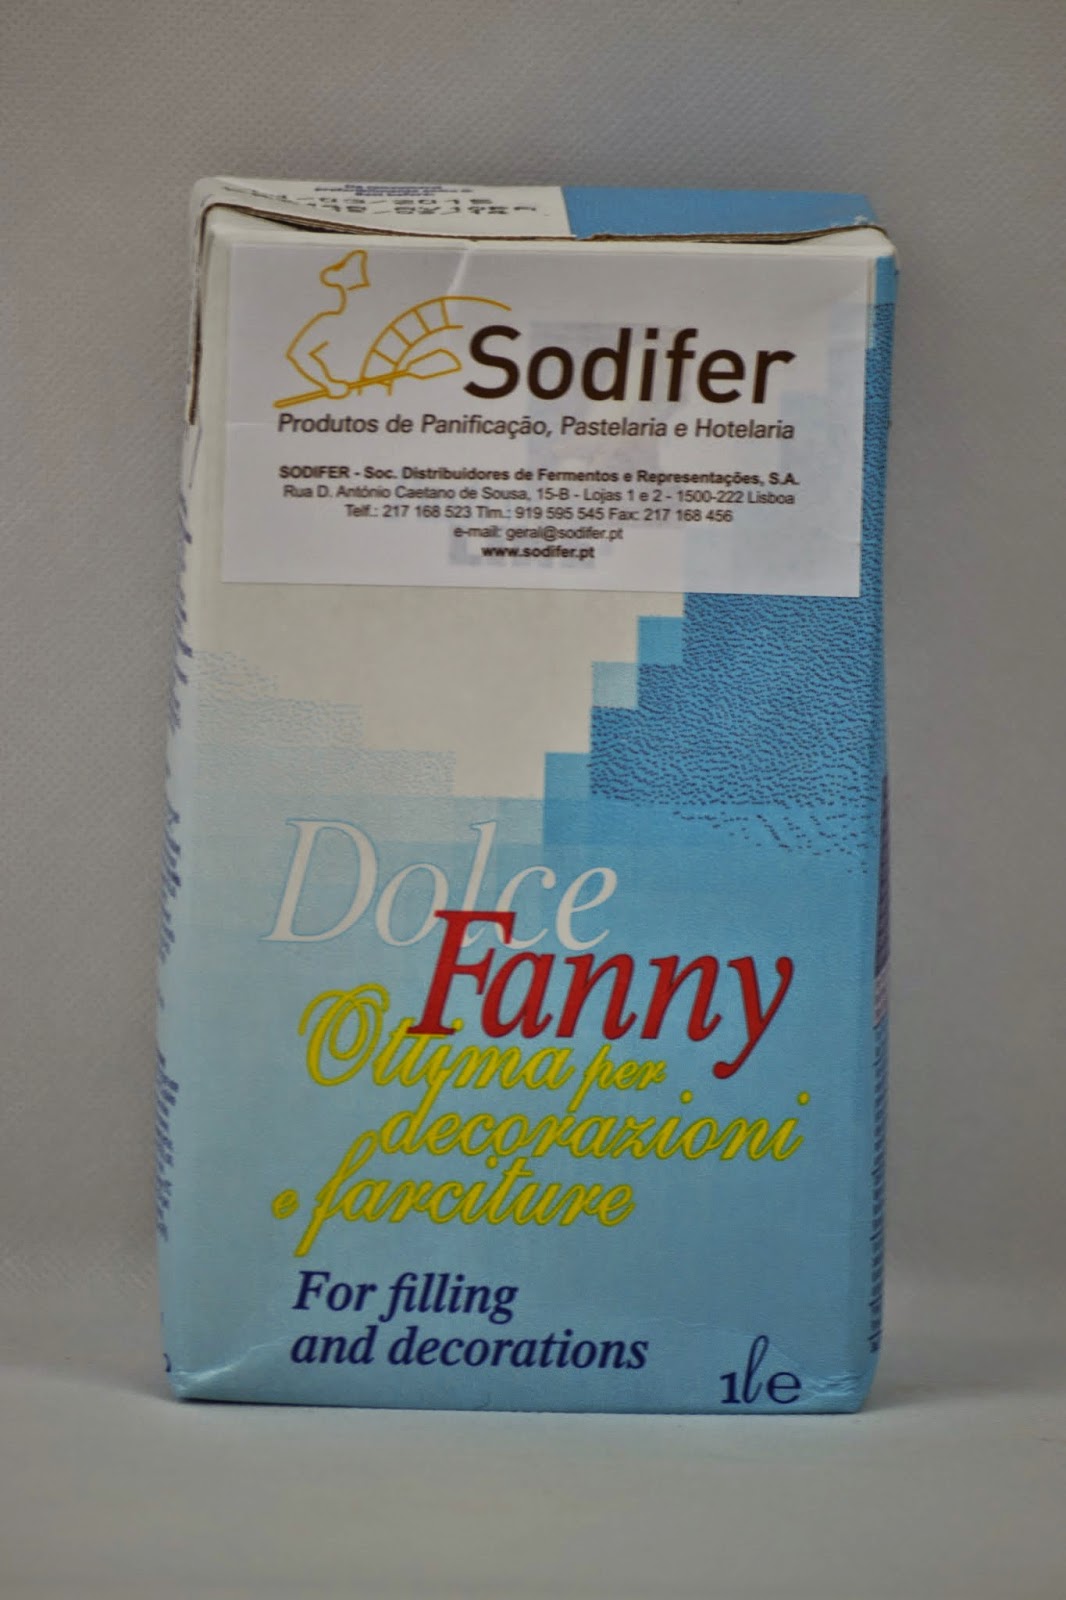 Sodifer
Produtos de Panificação, Pastelaria e Hotelaria
SODIFER - Soc. Distribuidores de Fermentos e Representações, S.A.
Rua D. António Caetano de Sousa, 15-B - Lojas 1 e 2 - 1500-222 Lisboa
Telf.: 217 168 523 Tlm.: 919 595 545 Fax: 217 168 456
e-mail: geral@sodifer.pt
www.sodifer.pt
Dolce
Fanny
Ottima per
decorazioni
e farciture
For filling
and decorations
1l e